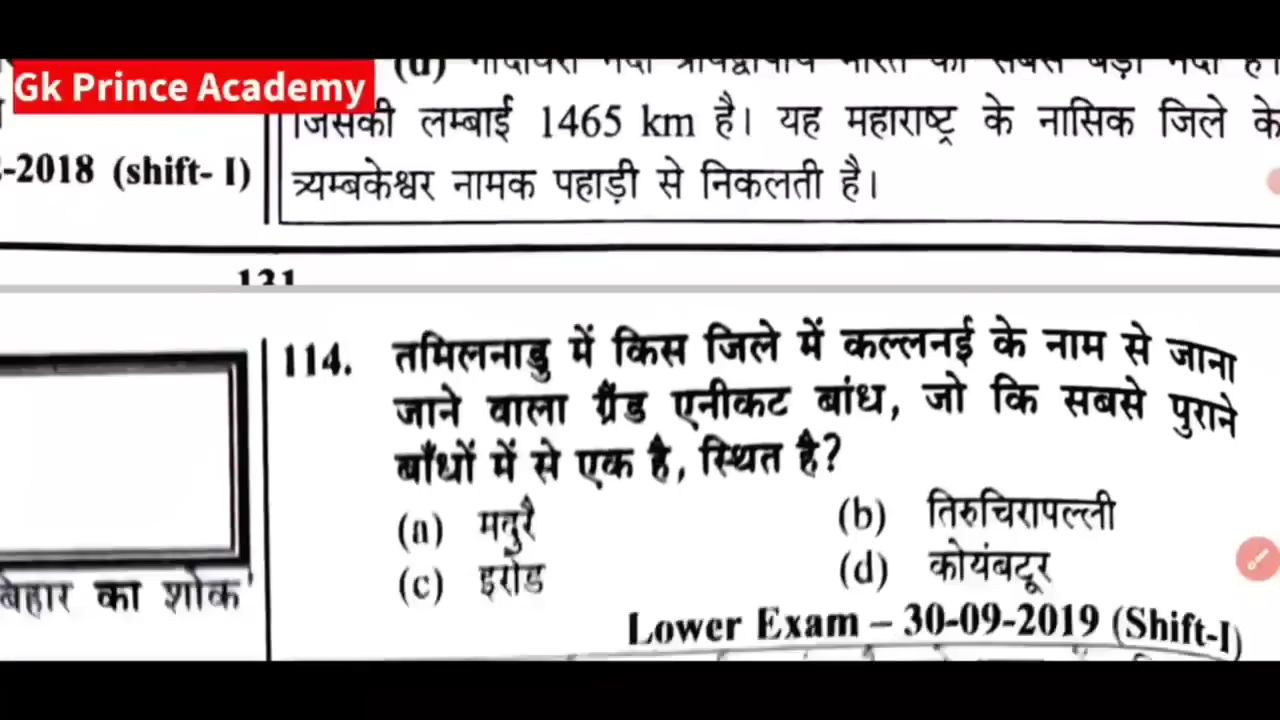 Gk Prince Academy
जिसकी लम्बाई 1465 km है। यह महाराष्ट्र के नासिक जिले के
-2018 (shift- I)
त्र्यम्बकेश्वर नामक पहाड़ी से निकलती है।
131
114. तमिलनाडु में किस जिले में कल्लनई के नाम से जाना
जाने वाला ग्रैंड एनीकट बांध, जो कि सबसे पुराने
बाँधों में से एक है, स्थित है?
(a) मदुरै (b) तिरुचिरापल्ली
(c) इरोड (d) कोयंबटूर
बिहार का शोक'
Lower Exam – 30-09-2019 (Shift-I)